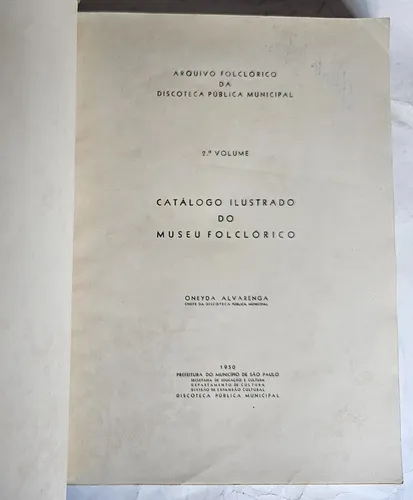 ARQUIVO FOLCLÓRICO
DA
DISCOTECA PÚBLICA MUNICIPAL
2.º VOLUME
CATÁLOGO ILUSTRADO
DO
MUSEU FOLCLÓRICO
ONEYDA ALVARENGA
CHEFE DA DISCOTECA PÚBLICA MUNICIPAL
1950
PREFEITURA DO MUNICÍPIO DE SÃO PAULO
SECRETARIA DE EDUCAÇÃO E CULTURA
DEPARTAMENTO DE CULTURA
DIVISÃO DE EXPANSÃO CULTURAL
DISCOTECA PÚBLICA MUNICIPAL